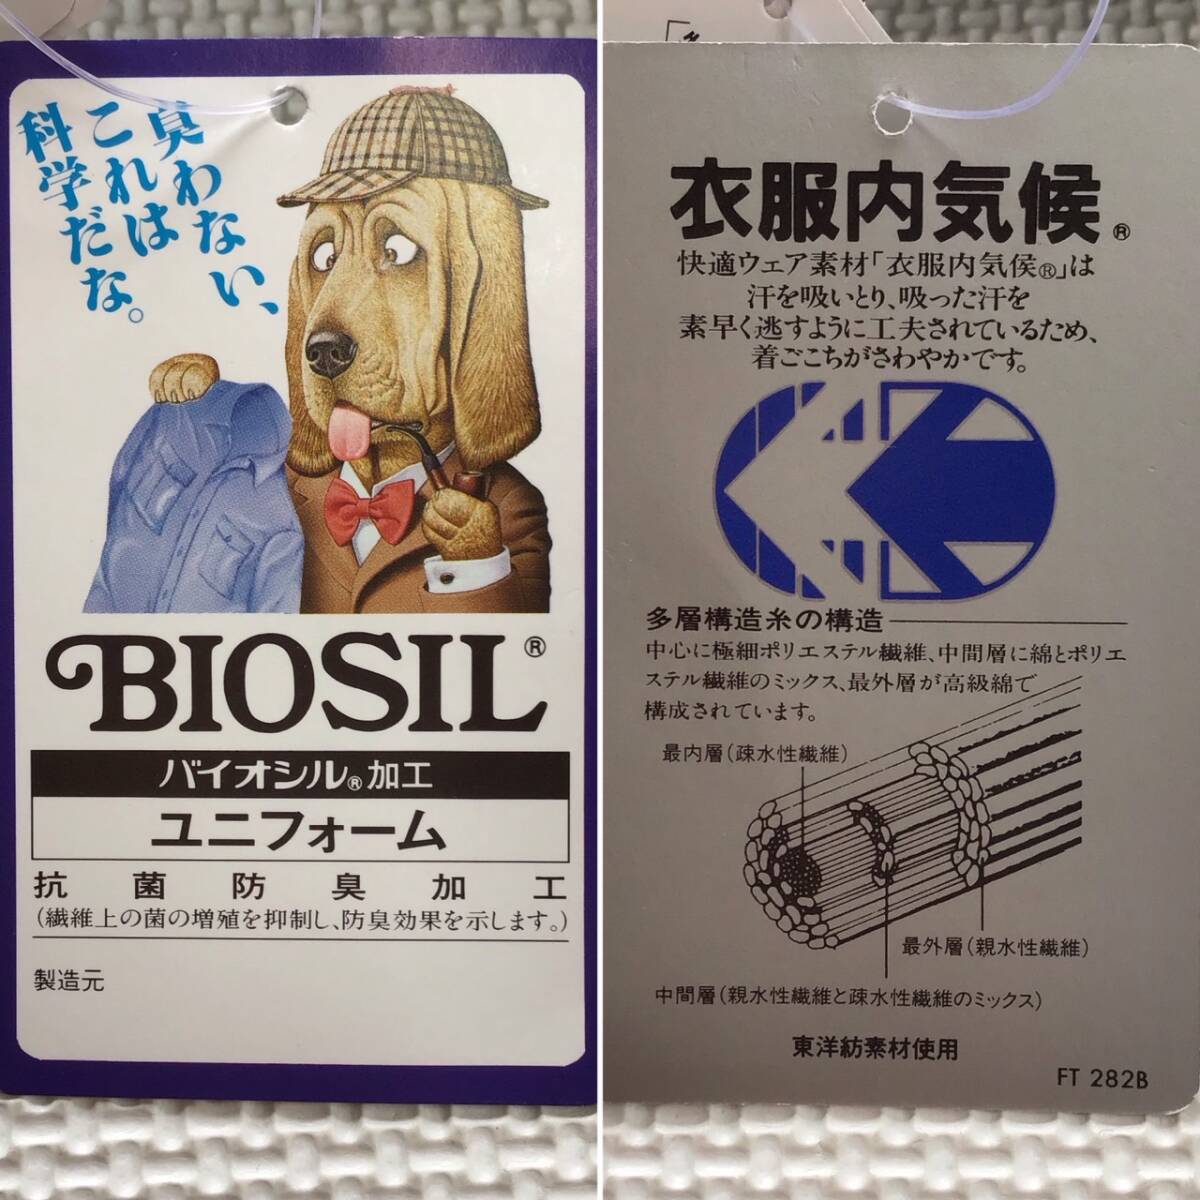 臭わない、
これは
科学だな。
BIOSIL®
バイオシル®加工
ユニフォーム
抗菌防臭加工
(繊維上の菌の増殖を抑制し、防臭効果を示します。)
製造元
衣服内気候®
快適ウェア素材「衣服内気侯®」は
汗を吸いとり、吸った汗を
素早く逃すように工夫されているため、
着ごこちがさわやかです。
多層構造糸の構造
中心に極細ポリエステル繊維、中間層に綿とポリエ
ステル繊維のミックス、最外層が高級綿で
構成されています。
最内層(疎水性繊維)
最外層(親水性繊維)
中間層(親水性繊維と疎水性繊維のミックス)
東洋紡素材使用
FT 282B